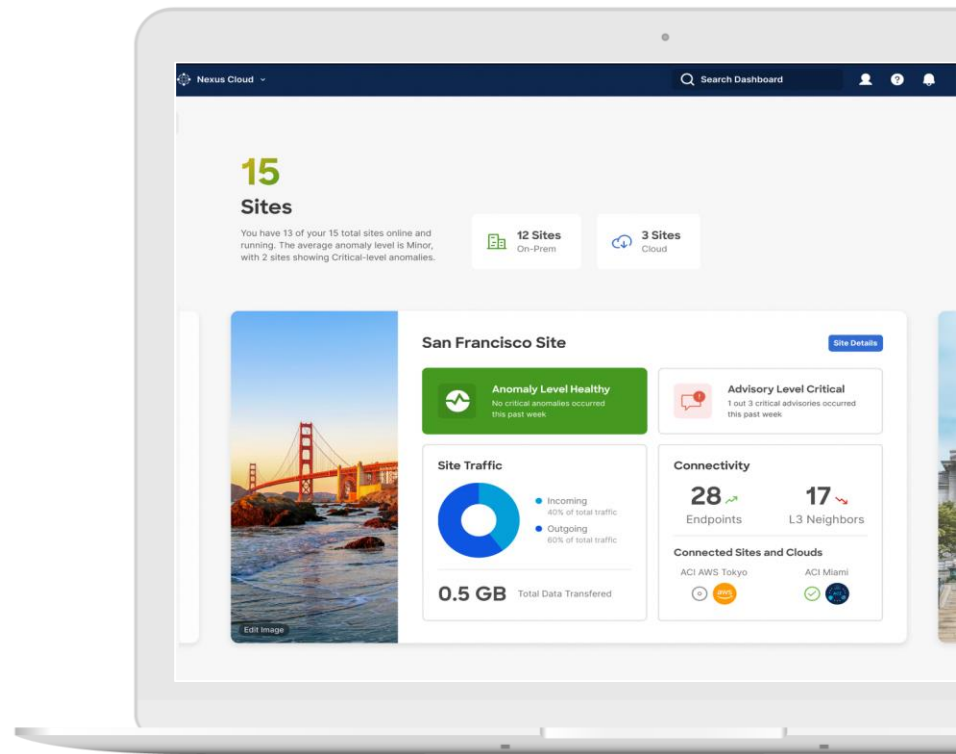 Nexus Cloud
Search Dashboard
15
Sites
You have 13 of your 15 total sites online and
running. The average anomaly level is Minor,
with 2 sites showing Critical-level anomalies.
12 Sites
On-Prem
3 Sites
Cloud
San Francisco Site
Site Details
Anomaly Level Healthy
No critical anomalies occurred
this past week
Advisory Level Critical
1 out 3 critical advisories occurred
this past week
Site Traffic
Incoming
40% of total traffic
Outgoing
60% of total traffic
0.5 GB Total Data Transfered
Connectivity
28
Endpoints
17
L3 Neighbors
Connected Sites and Clouds
ACI AWS Tokyo
aws
ACI Miami
Edit Image